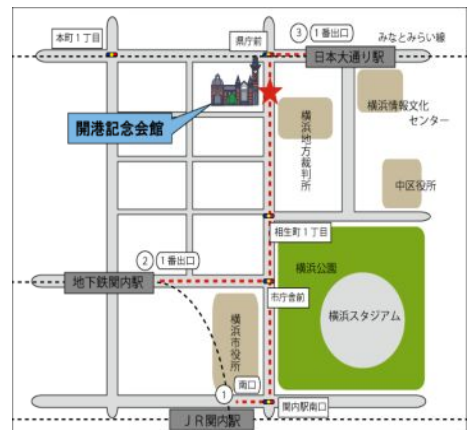 本町1丁目
県庁前
③
1番出口
みなとみらい線
日本大通り駅
開港記念会館
横浜地方裁判所
横浜情報文化
センター
中区役所
相生町1丁目
②
1番出口
地下鉄関内駅
横浜公園
市庁舎前
横浜スタジアム
横浜市役所
①
南口
関内駅南口
JR関内駅